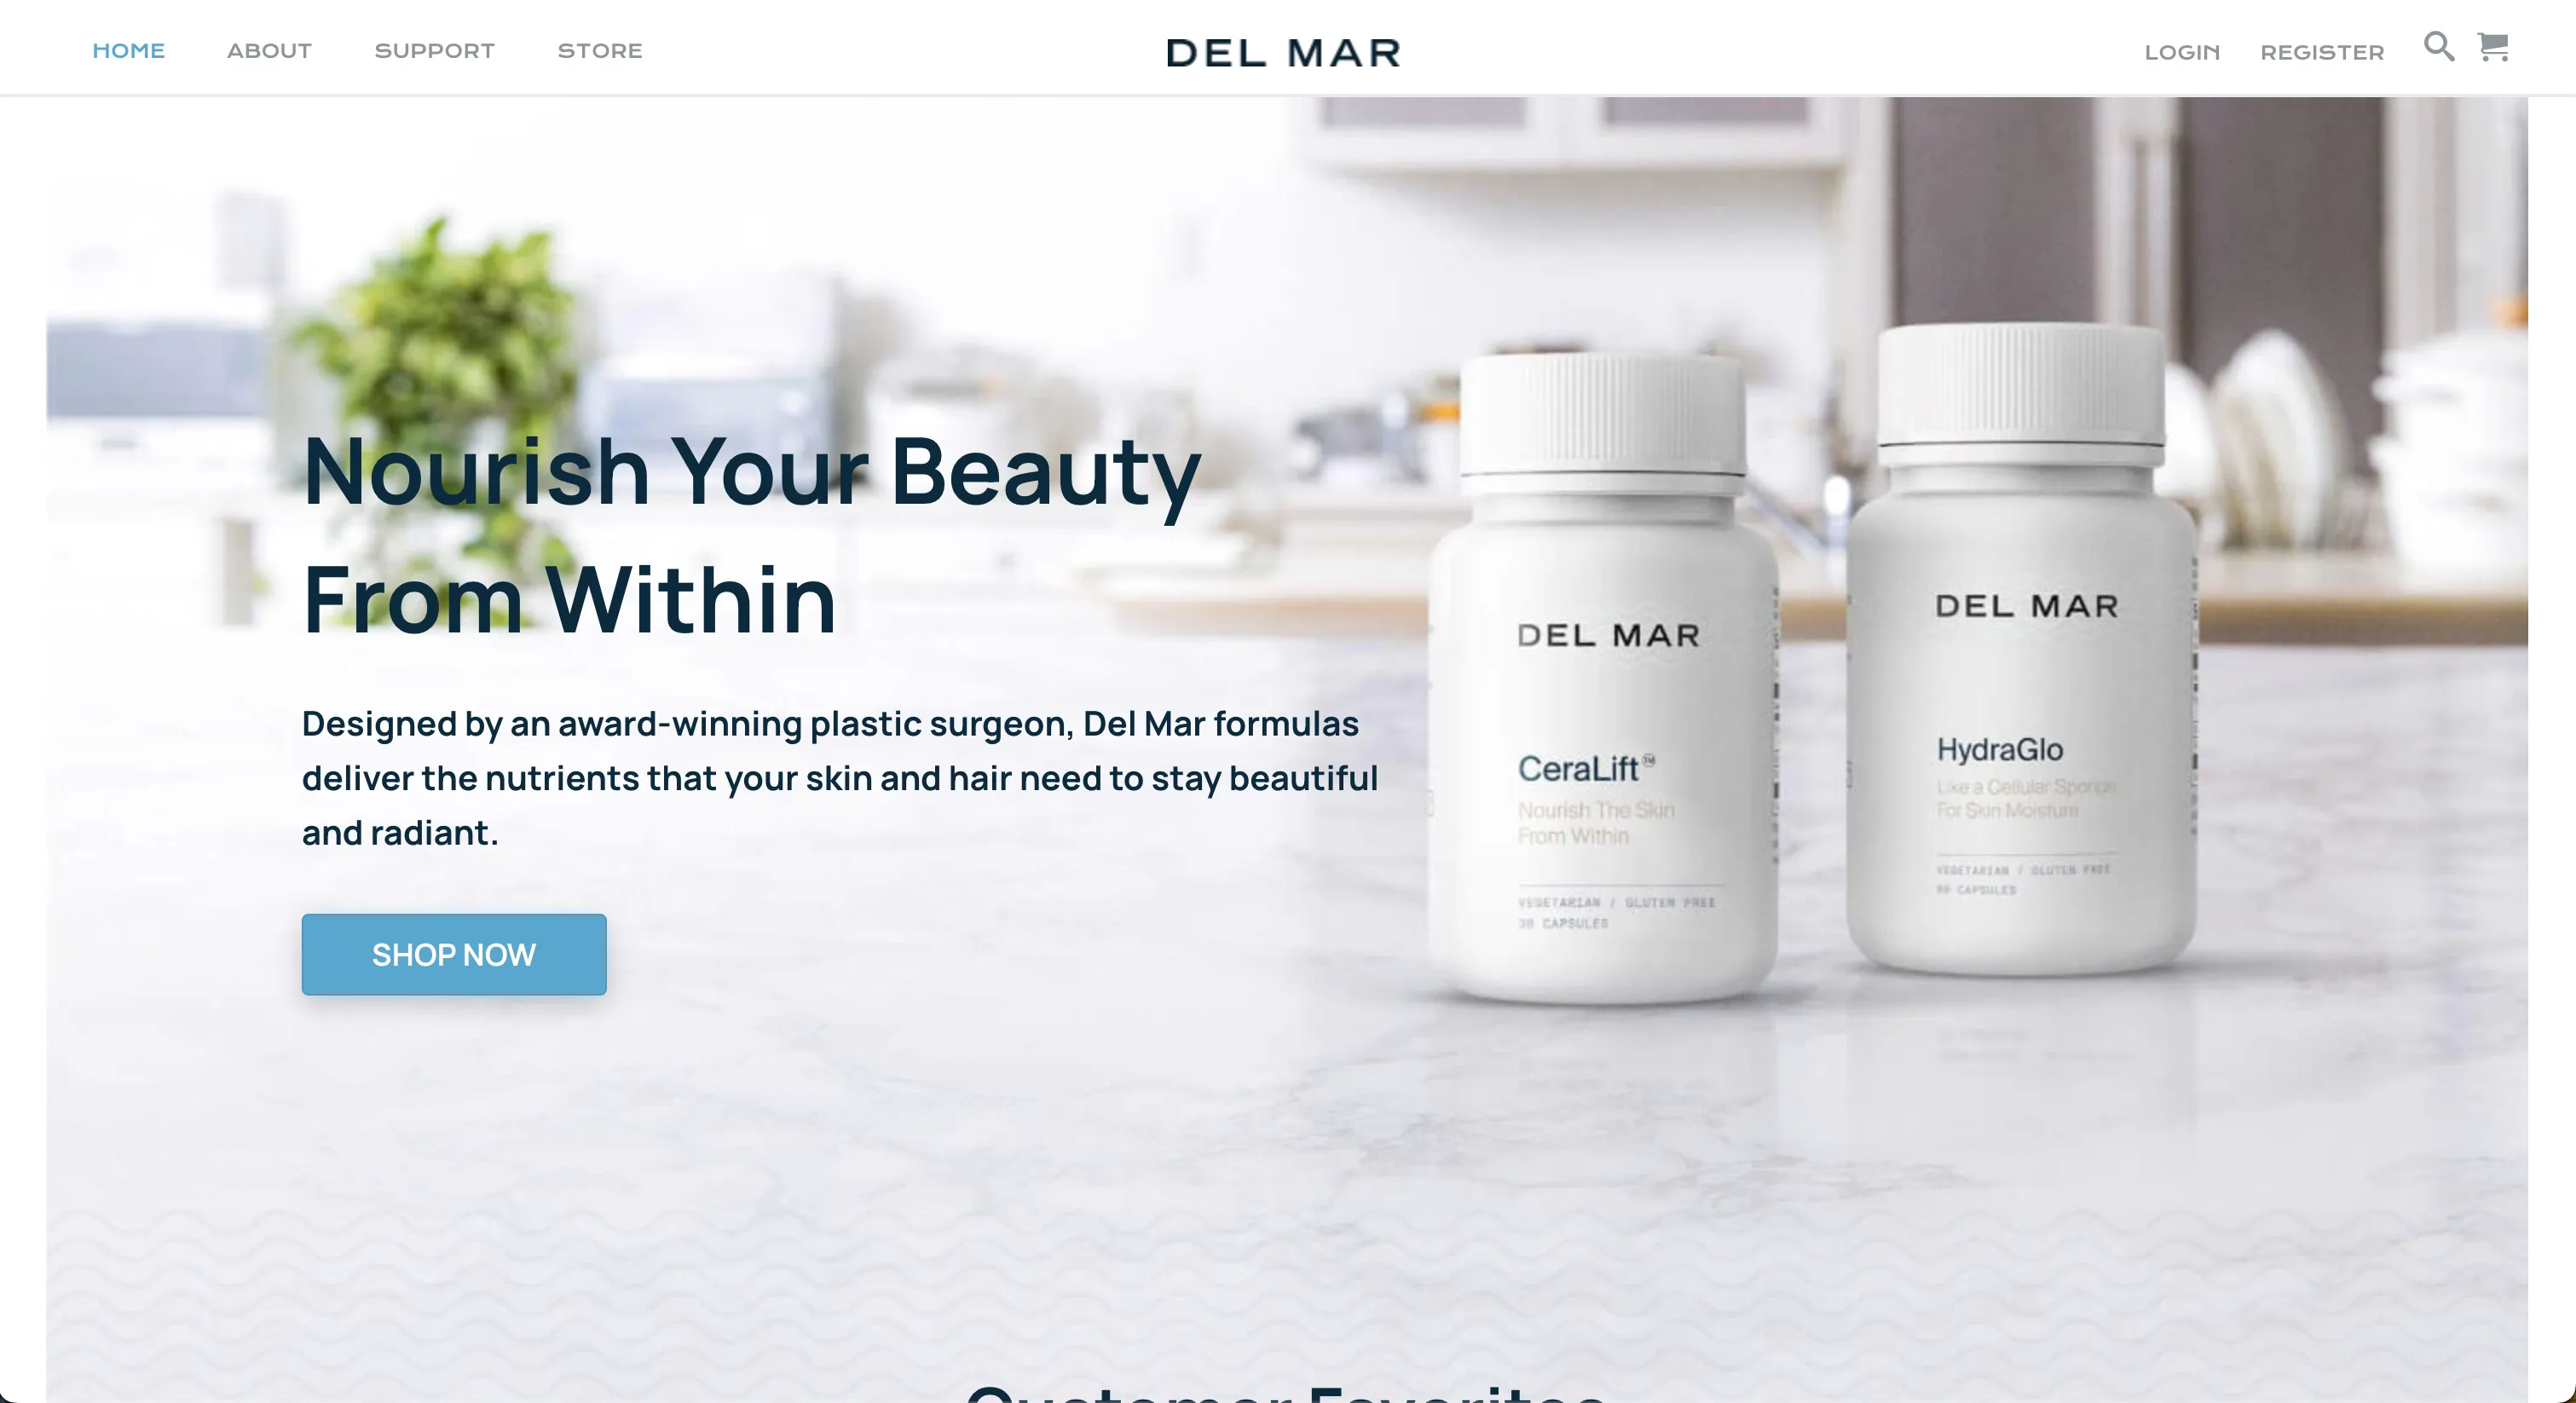 HOME ABOUT SUPPORT STORE
DEL MAR
LOGIN REGISTER
Nourish Your Beauty
From Within
Designed by an award-winning plastic surgeon, Del Mar formulas
deliver the nutrients that your skin and hair need to stay beautiful
and radiant.
SHOP NOW
DEL MAR
CeraLift™
Nourish The Skin
From Within
VEGETARIAN / GLUTEN FREE
30 CAPSULES
DEL MAR
HydraGlo
Like a Cellular Sponge
For Skin Moisture
VEGETARIAN / GLUTEN FREE
CAPSULES
Customer Favorites